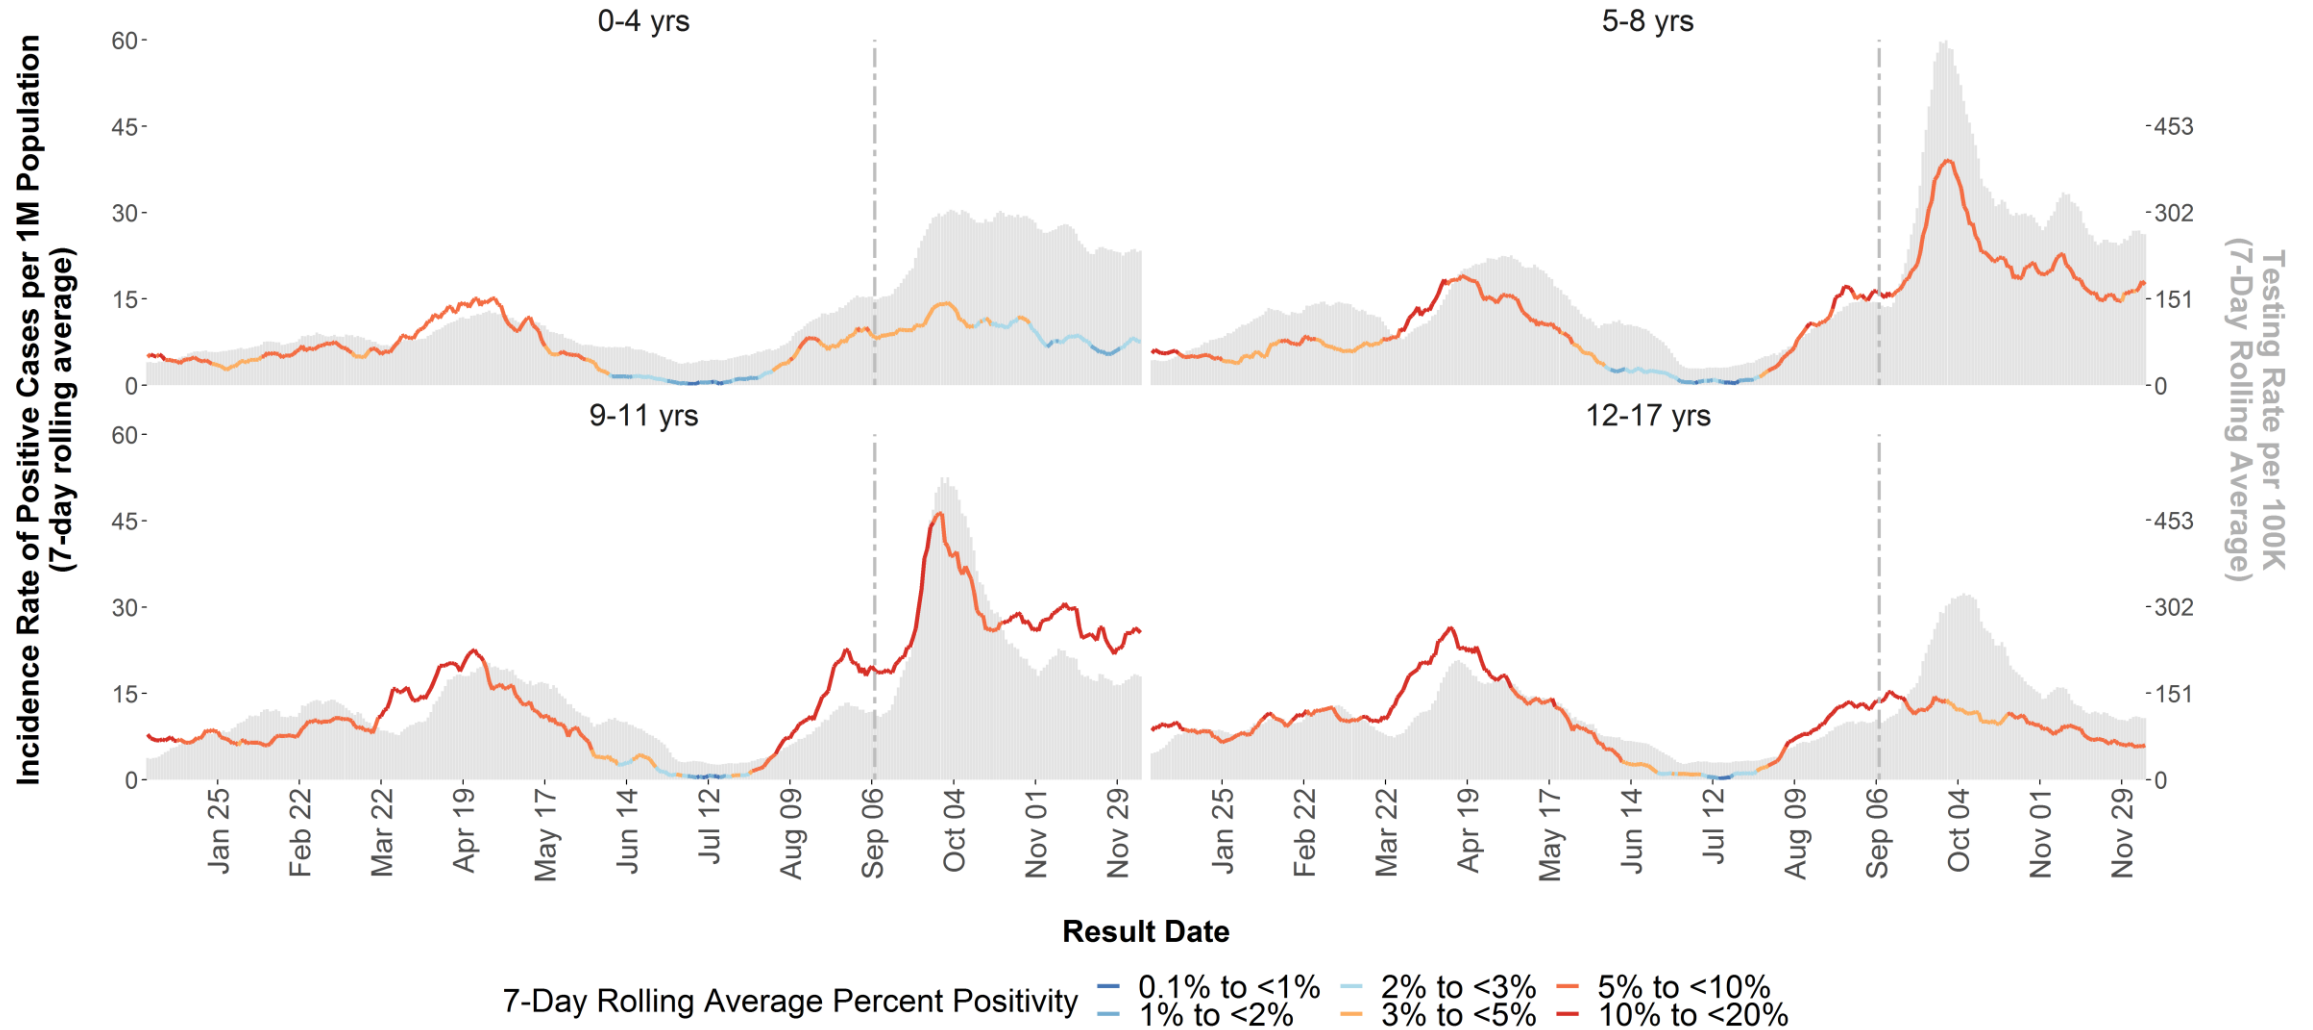 0-4 yrs
5-8 yrs
60
45
30
15
0
453
302
151
0
9-11 yrs
12-17 yrs
60
45
30
15
0
453
302
151
0
Incidence Rate of Positive Cases per 1M Population
(7-day rolling average)
Testing Rate per 100K
(7-Day Rolling Average)
Jan 25
Feb 22
Mar 22
Apr 19
May 17
Jun 14
Jul 12
Aug 09
Sep 06
Oct 04
Nov 01
Nov 29
Jan 25
Feb 22
Mar 22
Apr 19
May 17
Jun 14
Jul 12
Aug 09
Sep 06
Oct 04
Nov 01
Nov 29
Result Date
7-Day Rolling Average Percent Positivity
0.1% to <1%
2% to <3%
5% to <10%
1% to <2%
3% to <5%
10% to <20%